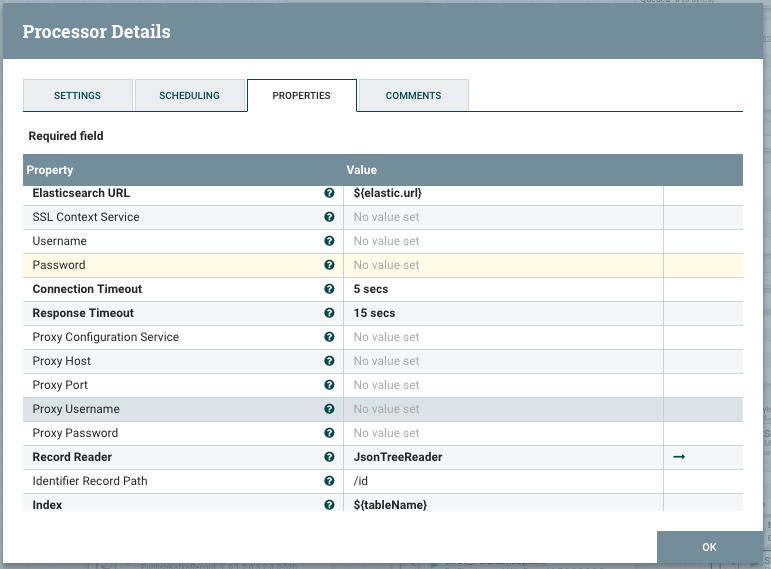 Processor Details
SETTINGS SCHEDULING PROPERTIES COMMENTS
Required field
Property Value
Elasticsearch URL ${elastic.url}
SSL Context Service No value set
Username No value set
Password No value set
Connection Timeout 5 secs
Response Timeout 15 secs
Proxy Configuration Service No value set
Proxy Host No value set
Proxy Port No value set
Proxy Username No value set
Proxy Password No value set
Record Reader JsonTreeReader
Identifier Record Path /id
Index ${tableName}
OK